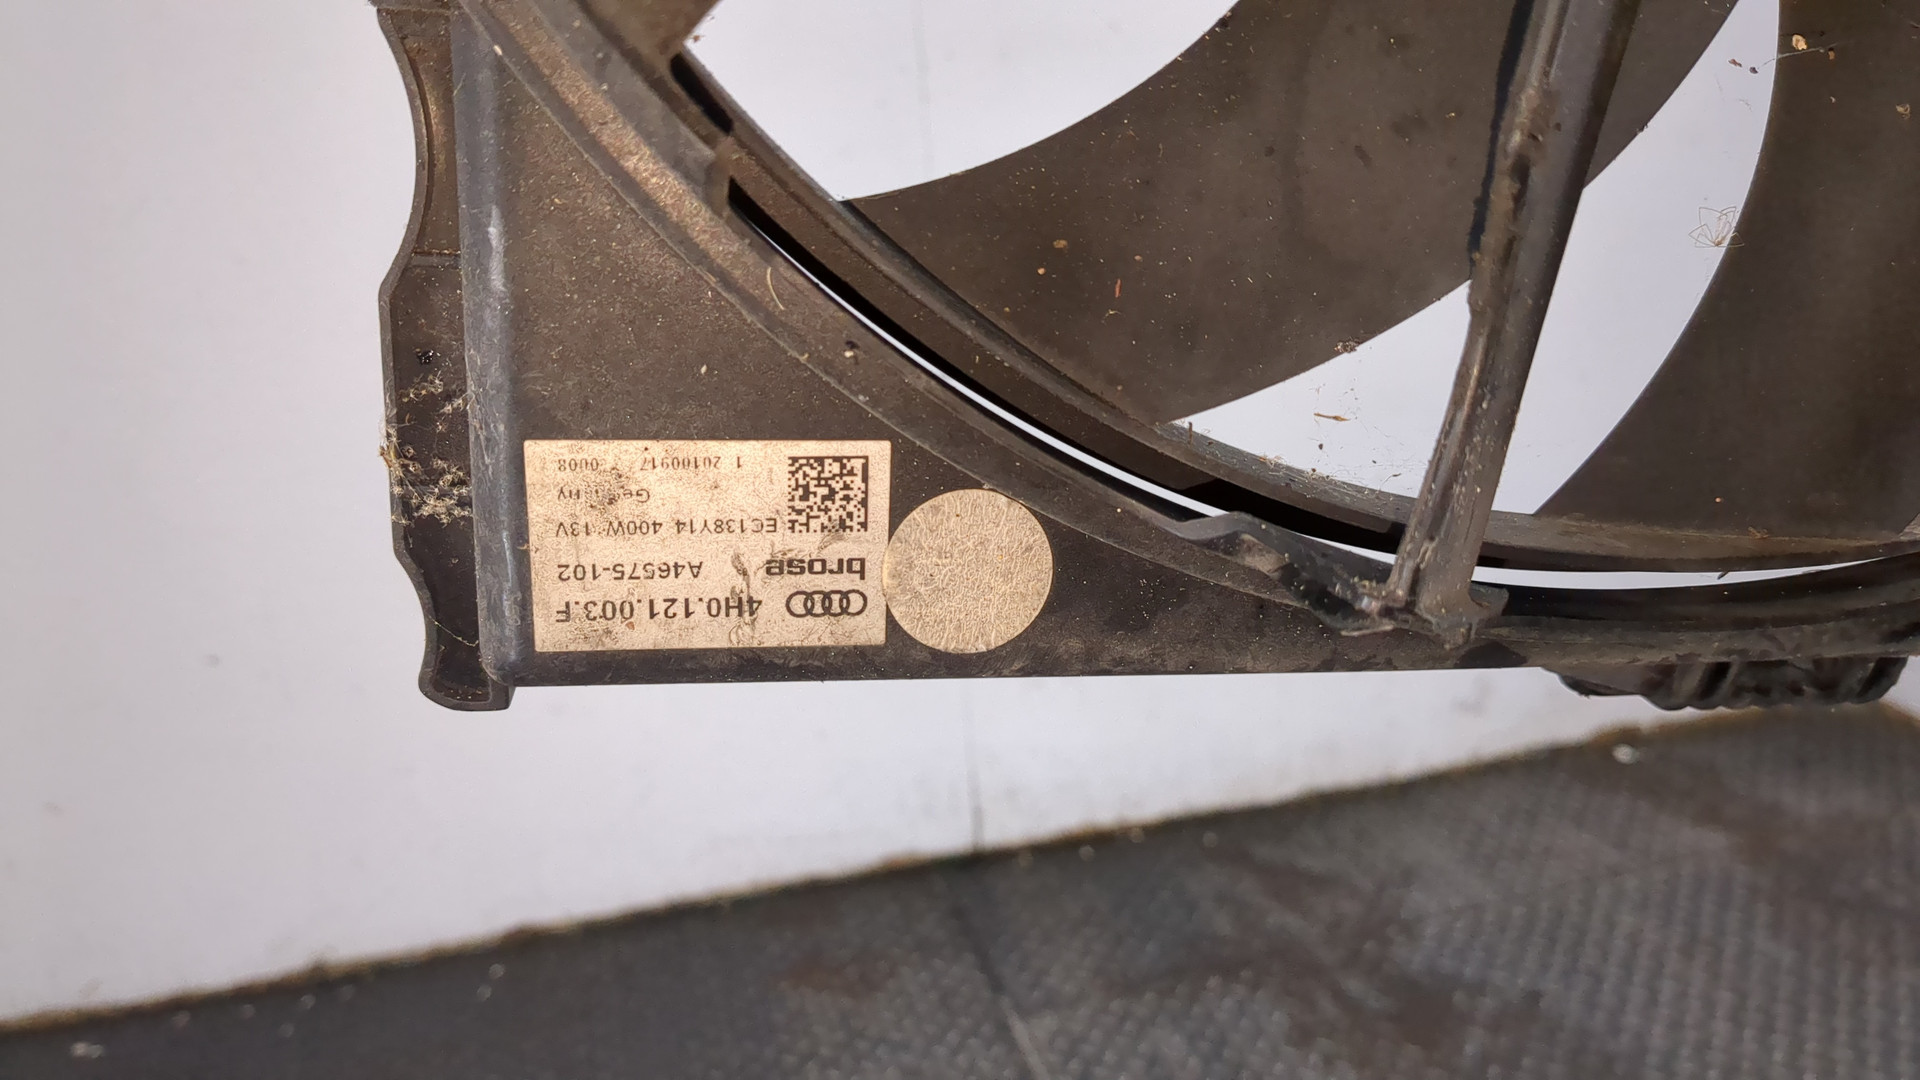 4H0.121.003.F
brose A46575-102
EC138Y14 400W 13V
1 20100917 0008